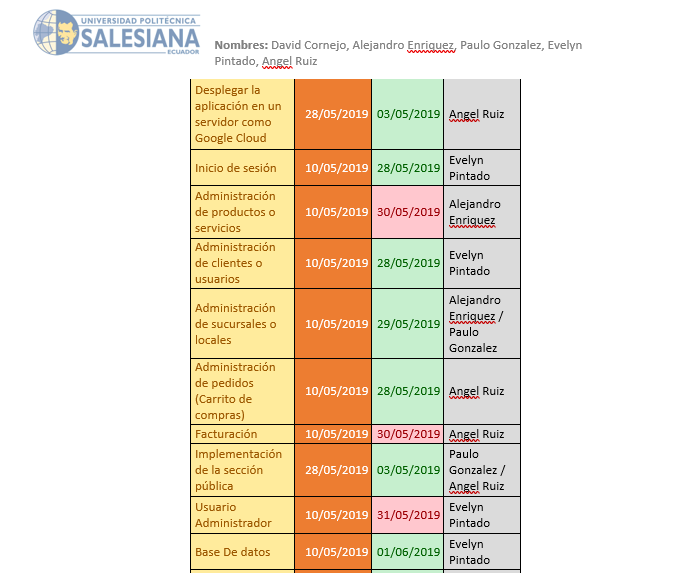 UNIVERSIDAD POLITÉCNICA
SALESIANA
ECUADOR
Nombres: David Cornejo, Alejandro Enriquez, Paulo Gonzalez, Evelyn
Pintado, Angel Ruiz
Desplegar la
aplicación en un
servidor como
Google Cloud
28/05/2019
03/05/2019
Angel Ruiz
Inicio de sesión
10/05/2019
28/05/2019
Evelyn
Pintado
Administración
de productos o
servicios
10/05/2019
30/05/2019
Alejandro
Enriquez
Administración
de clientes o
usuarios
10/05/2019
28/05/2019
Evelyn
Pintado
Administración
de sucursales o
locales
10/05/2019
29/05/2019
Alejandro
Enriquez /
Paulo
Gonzalez
Administración
de pedidos
(Carrito de
compras)
10/05/2019
28/05/2019
Angel Ruiz
Facturación
10/05/2019
30/05/2019
Angel Ruiz
Implementación
de la sección
pública
28/05/2019
03/05/2019
Paulo
Gonzalez /
Angel Ruiz
Usuario
Administrador
10/05/2019
31/05/2019
Evelyn
Pintado
Base De datos
10/05/2019
01/06/2019
Evelyn
Pintado